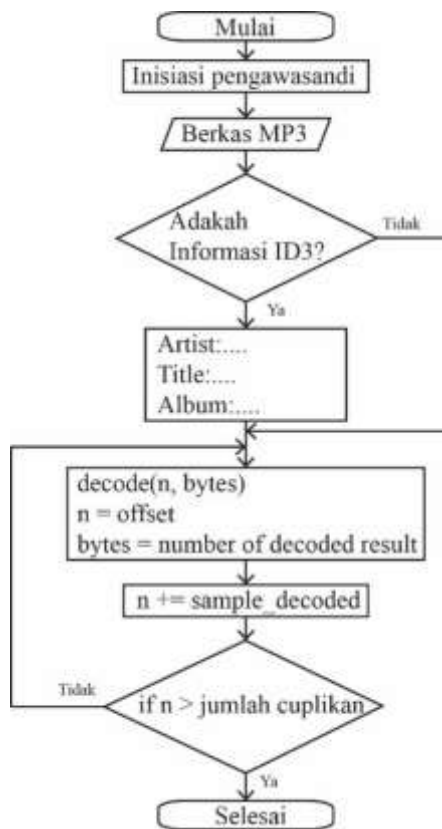 Mulai
Inisiasi pengawasandi
Berkas MP3
Adakah
Informasi ID3?
Tidak
Ya
Artist:....
Title:....
Album:....
decode(n, bytes)
n = offset
bytes = number of decoded result
n += sample_decoded
Tidak
if n > jumlah cuplikan
Ya
Selesai